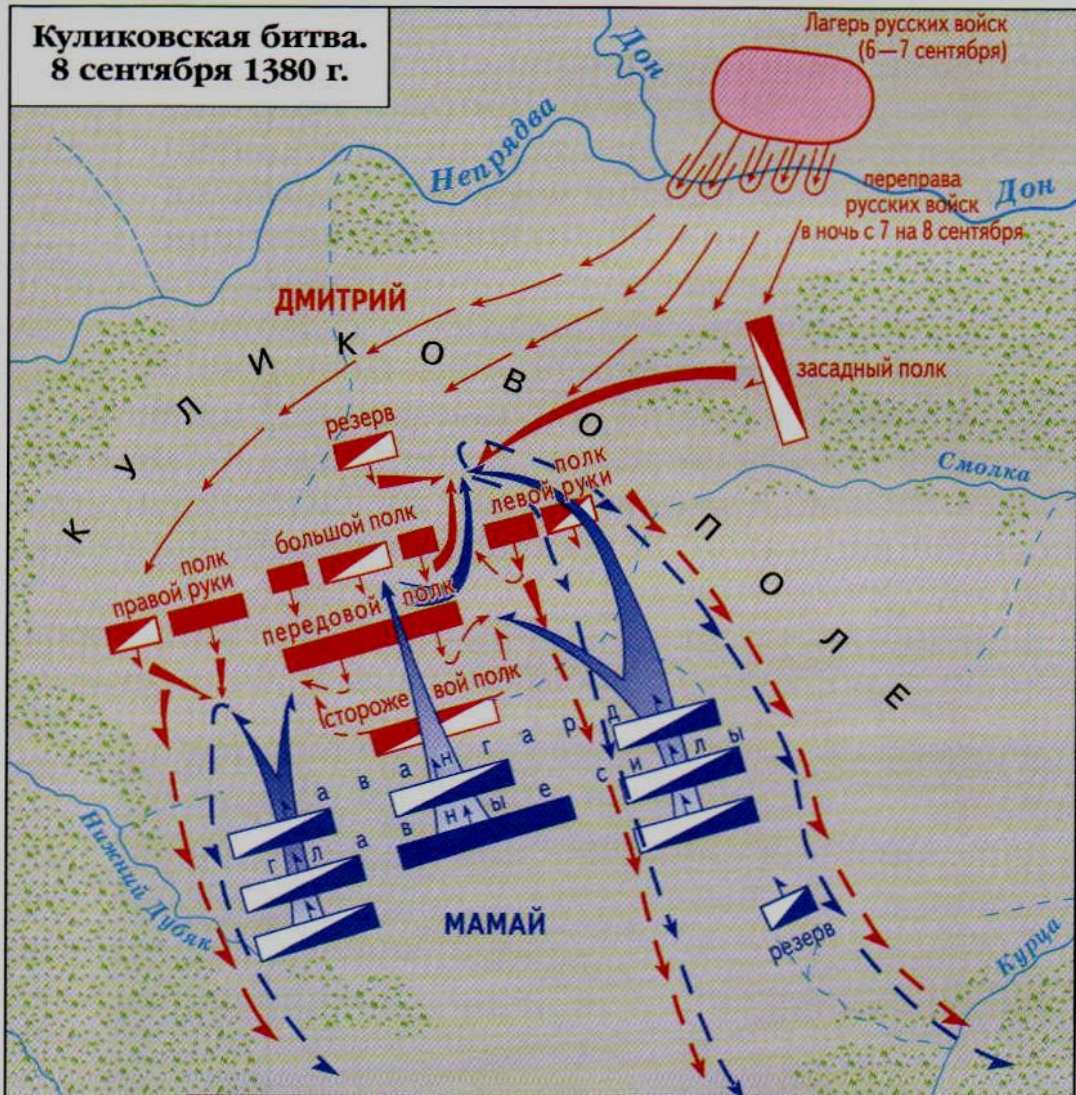 Куликовская битва.
8 сентября 1380 г.
Лагерь русских войск
(6—7 сентября)
Дон
Непрядва
Дон
переправа
русских войск
в ночь с 7 на 8 сентября
ДМИТРИЙ
КУЛИКОВО ПОЛЕ
засадный полк
резерв
Смолка
полк
левой руки
большой полк
полк
правой руки
передовой полк
сторожевой полк
авангард
главные силы
Нижний Дубяк
МАМАЙ
резерв
Курца